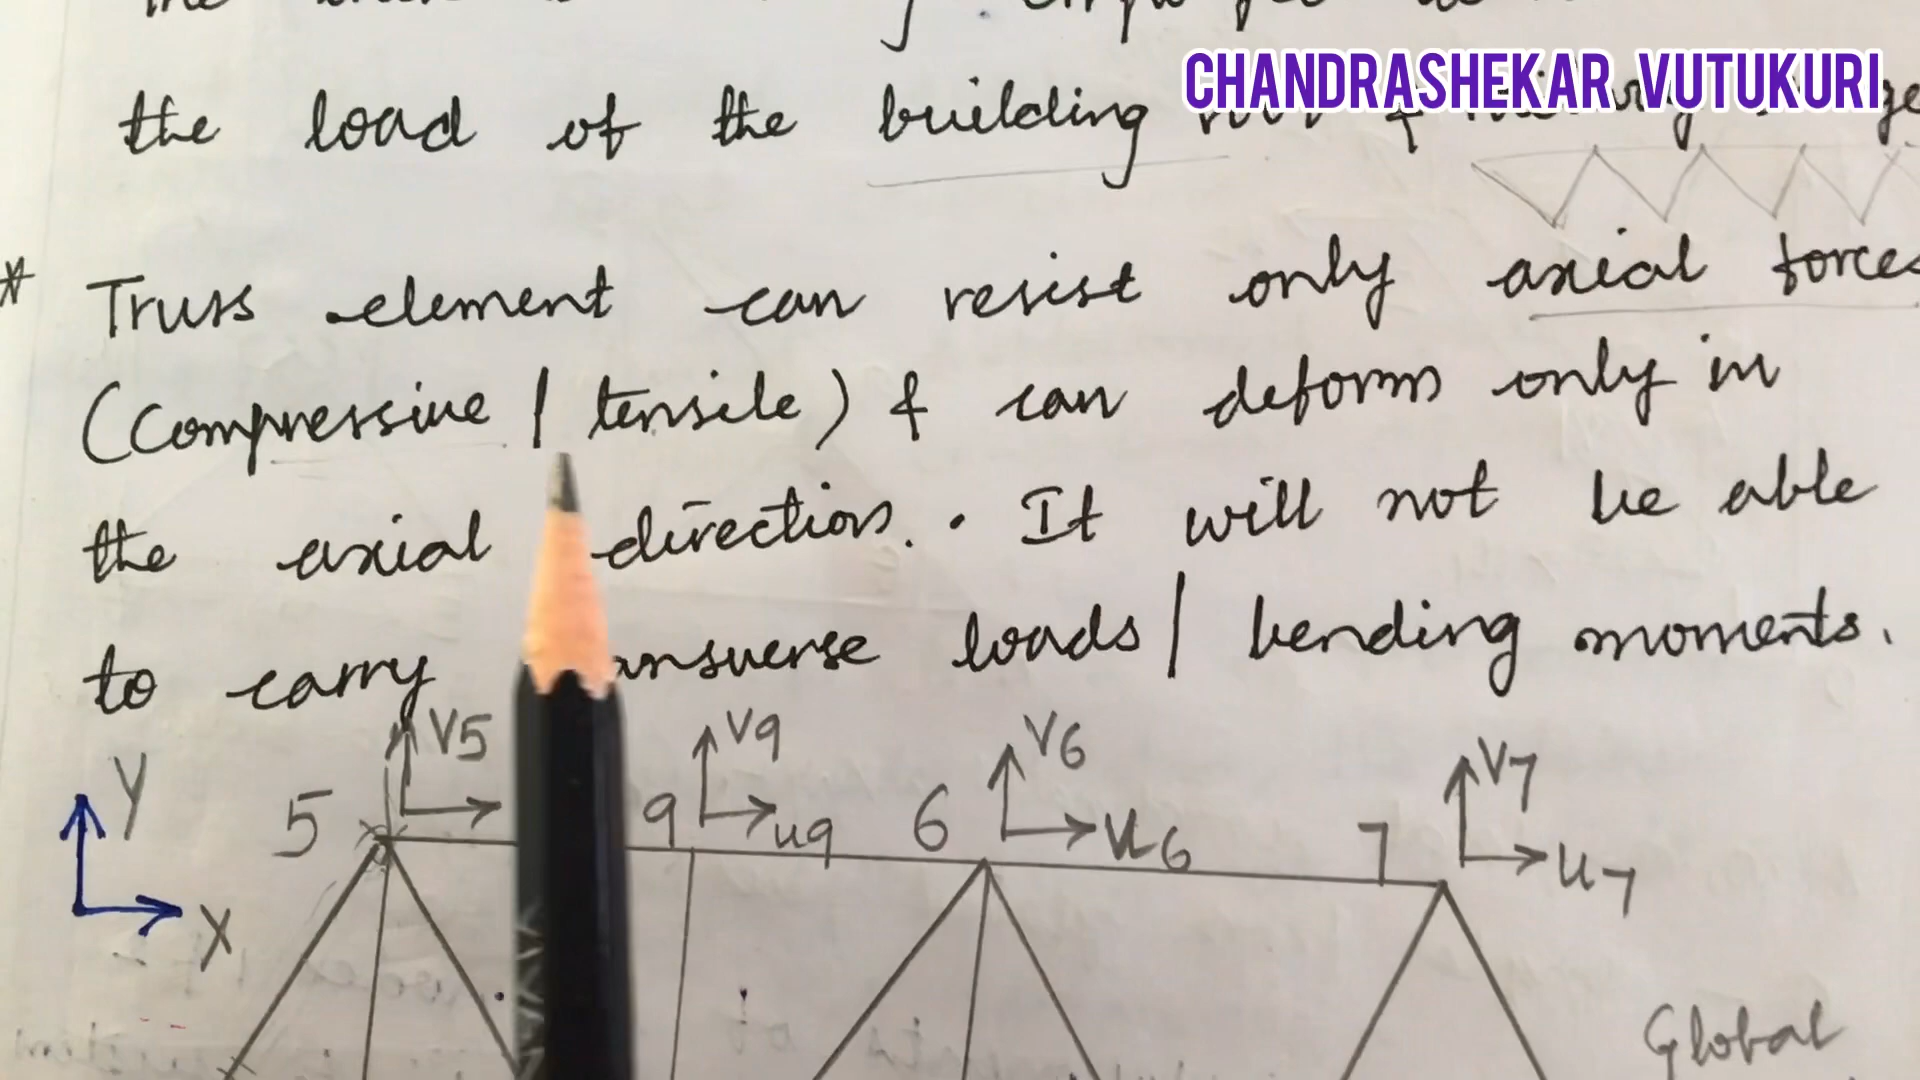 the
CHANDRASHEKAR VUTUKURI
the load of the building
* Truss element can resist only axial forces
(Compressive / tensile) & can deform only in
the axial direction. It will not be able
to carry ansverse loads / bending moments.
V5 V9 V6 V7
Y 5 9 u9 6 U6 7 u7
X
Global